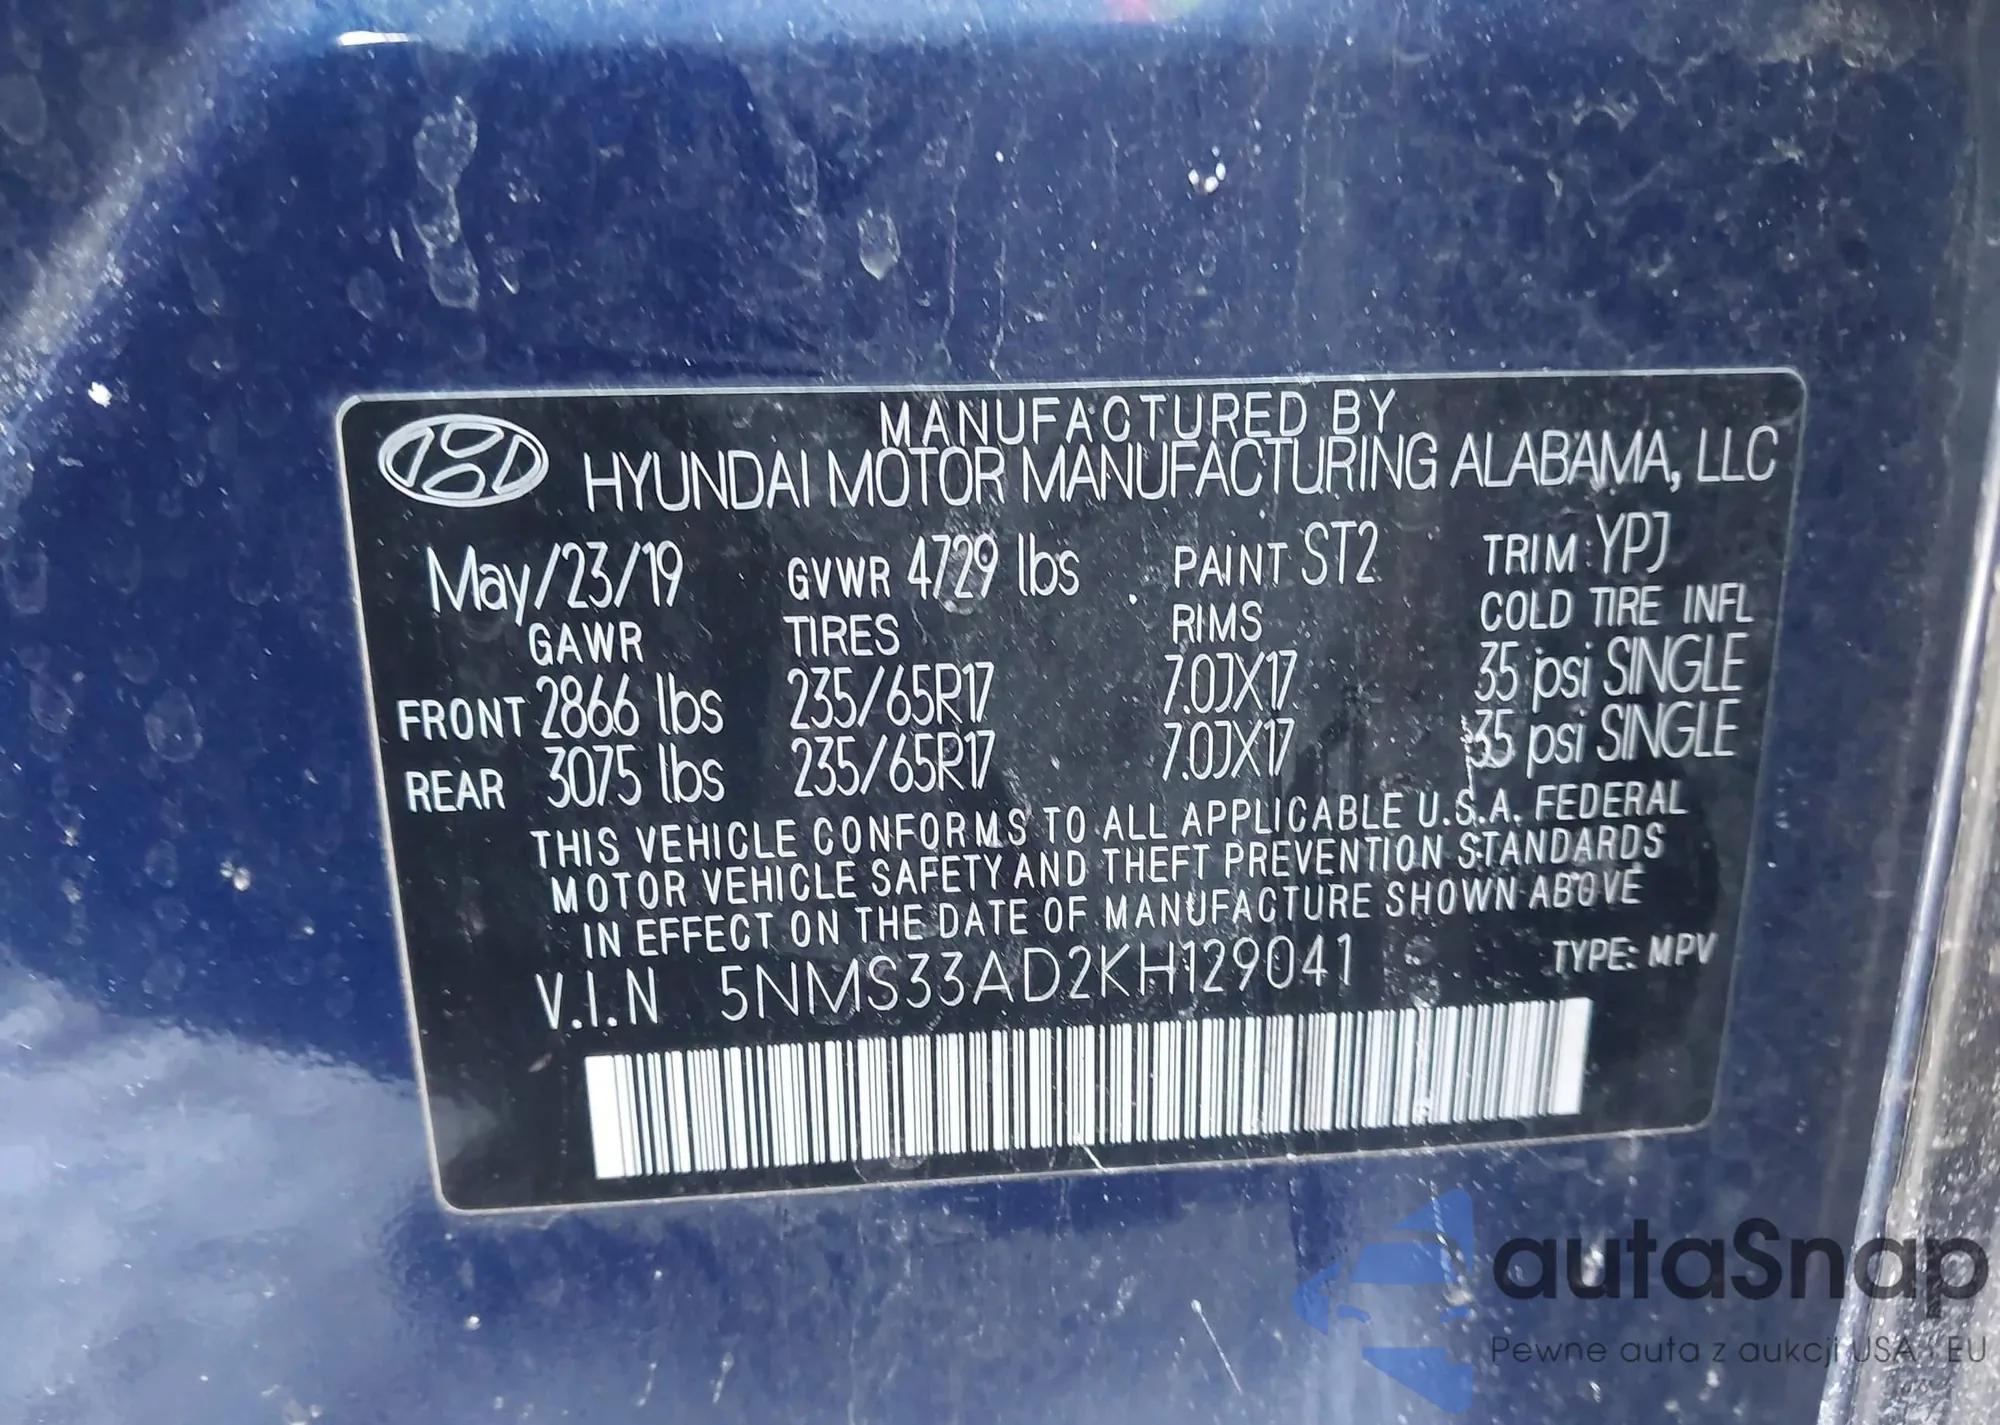 MANUFACTURED BY
HYUNDAI MOTOR MANUFACTURING ALABAMA, LLC
May/23/19 GVWR 4729 lbs PAINT ST2 TRIM YPJ
GAWR TIRES RIMS COLD TIRE INFL
FRONT 2866 lbs 235/65R17 7.0JX17 35 psi SINGLE
REAR 3075 lbs 235/65R17 7.0JX17 35 psi SINGLE
THIS VEHICLE CONFORMS TO ALL APPLICABLE U.S.A. FEDERAL
MOTOR VEHICLE SAFETY AND THEFT PREVENTION STANDARDS
IN EFFECT ON THE DATE OF MANUFACTURE SHOWN ABOVE
V.I.N 5NMS33AD2KH129041 TYPE: MPV
autaSnap
Pewne auta z aukcji USA i EU